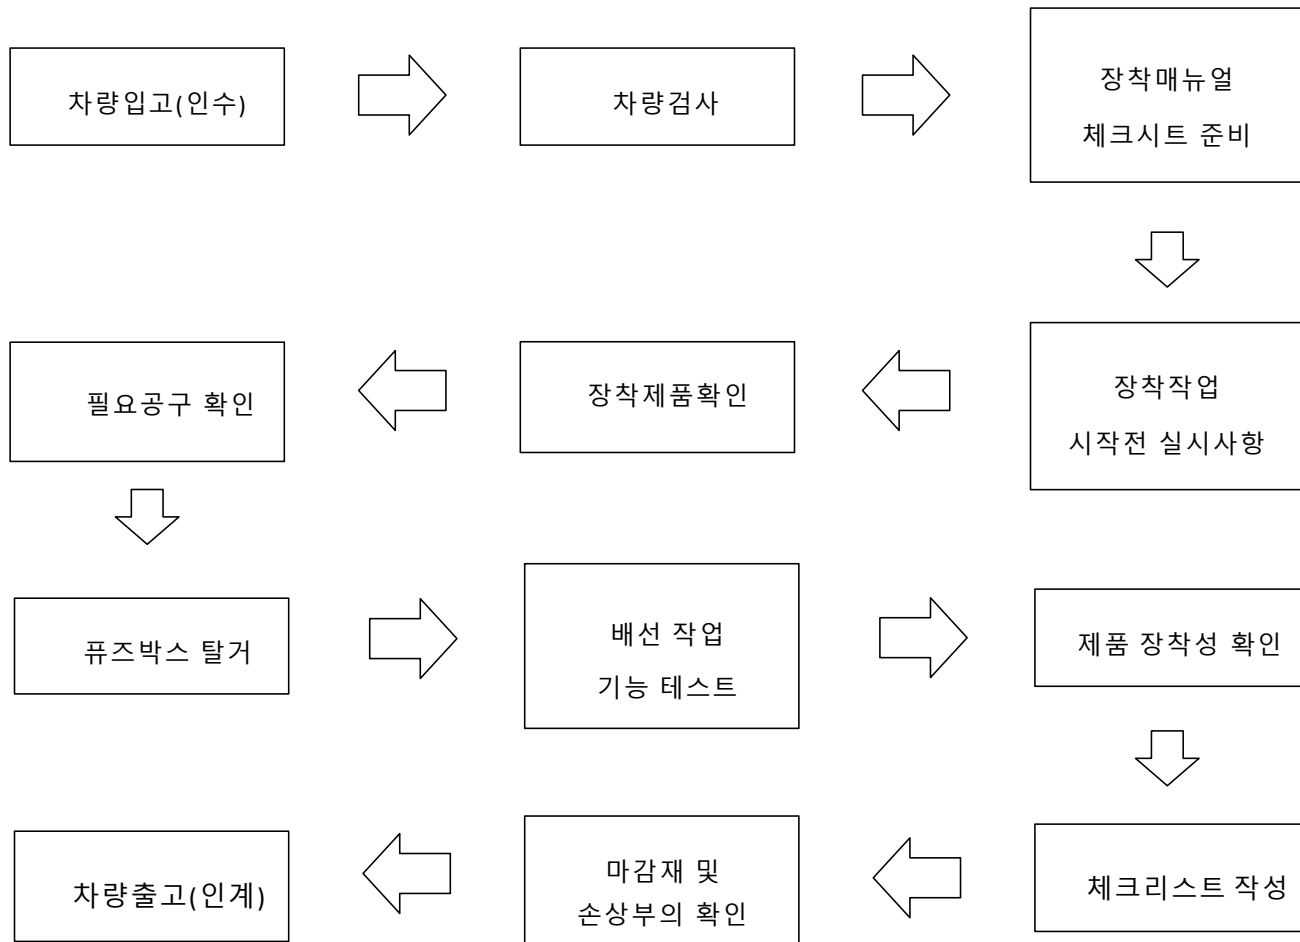 차량입고(인수)
차량검사
장착매뉴얼
체크시트 준비
장착작업
시작전 실시사항
장착제품확인
필요공구 확인
퓨즈박스 탈거
배선 작업
기능 테스트
제품 장착성 확인
체크리스트 작성
마감재 및
손상부의 확인
차량출고(인계)